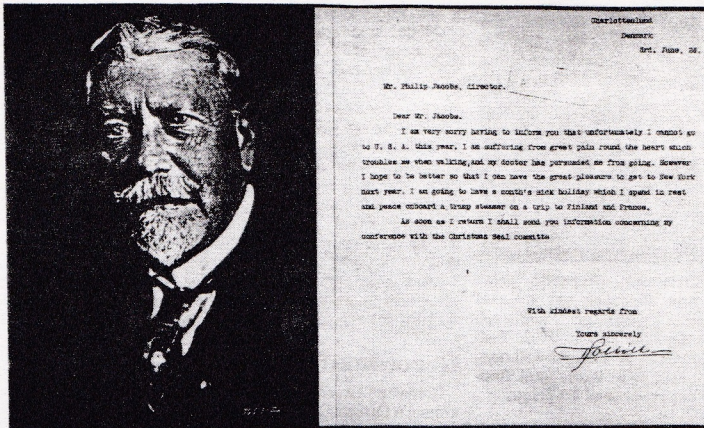 Charlottenlund
Denmark
3rd. June, 26.
Mr. Philip Jacobs, director.
Dear Mr. Jacobs.
I am very sorry having to inform you that unfortunately I cannot go
to U. S. A. this year. I am suffering from great pain round the heart which
troubles me when walking,and my doctor has persuaded me from going. However
I hope to be better so that I can have the great pleasure to get to New York
next year. I am going to have a month's sick holiday which I spend in rest
and peace onboard a tramp steamer on a trip to Finland and France.
As soon as I return I shall send you information concerning my
conference with the Christmas Seal committe
With kindest regards from
Yours sincerely